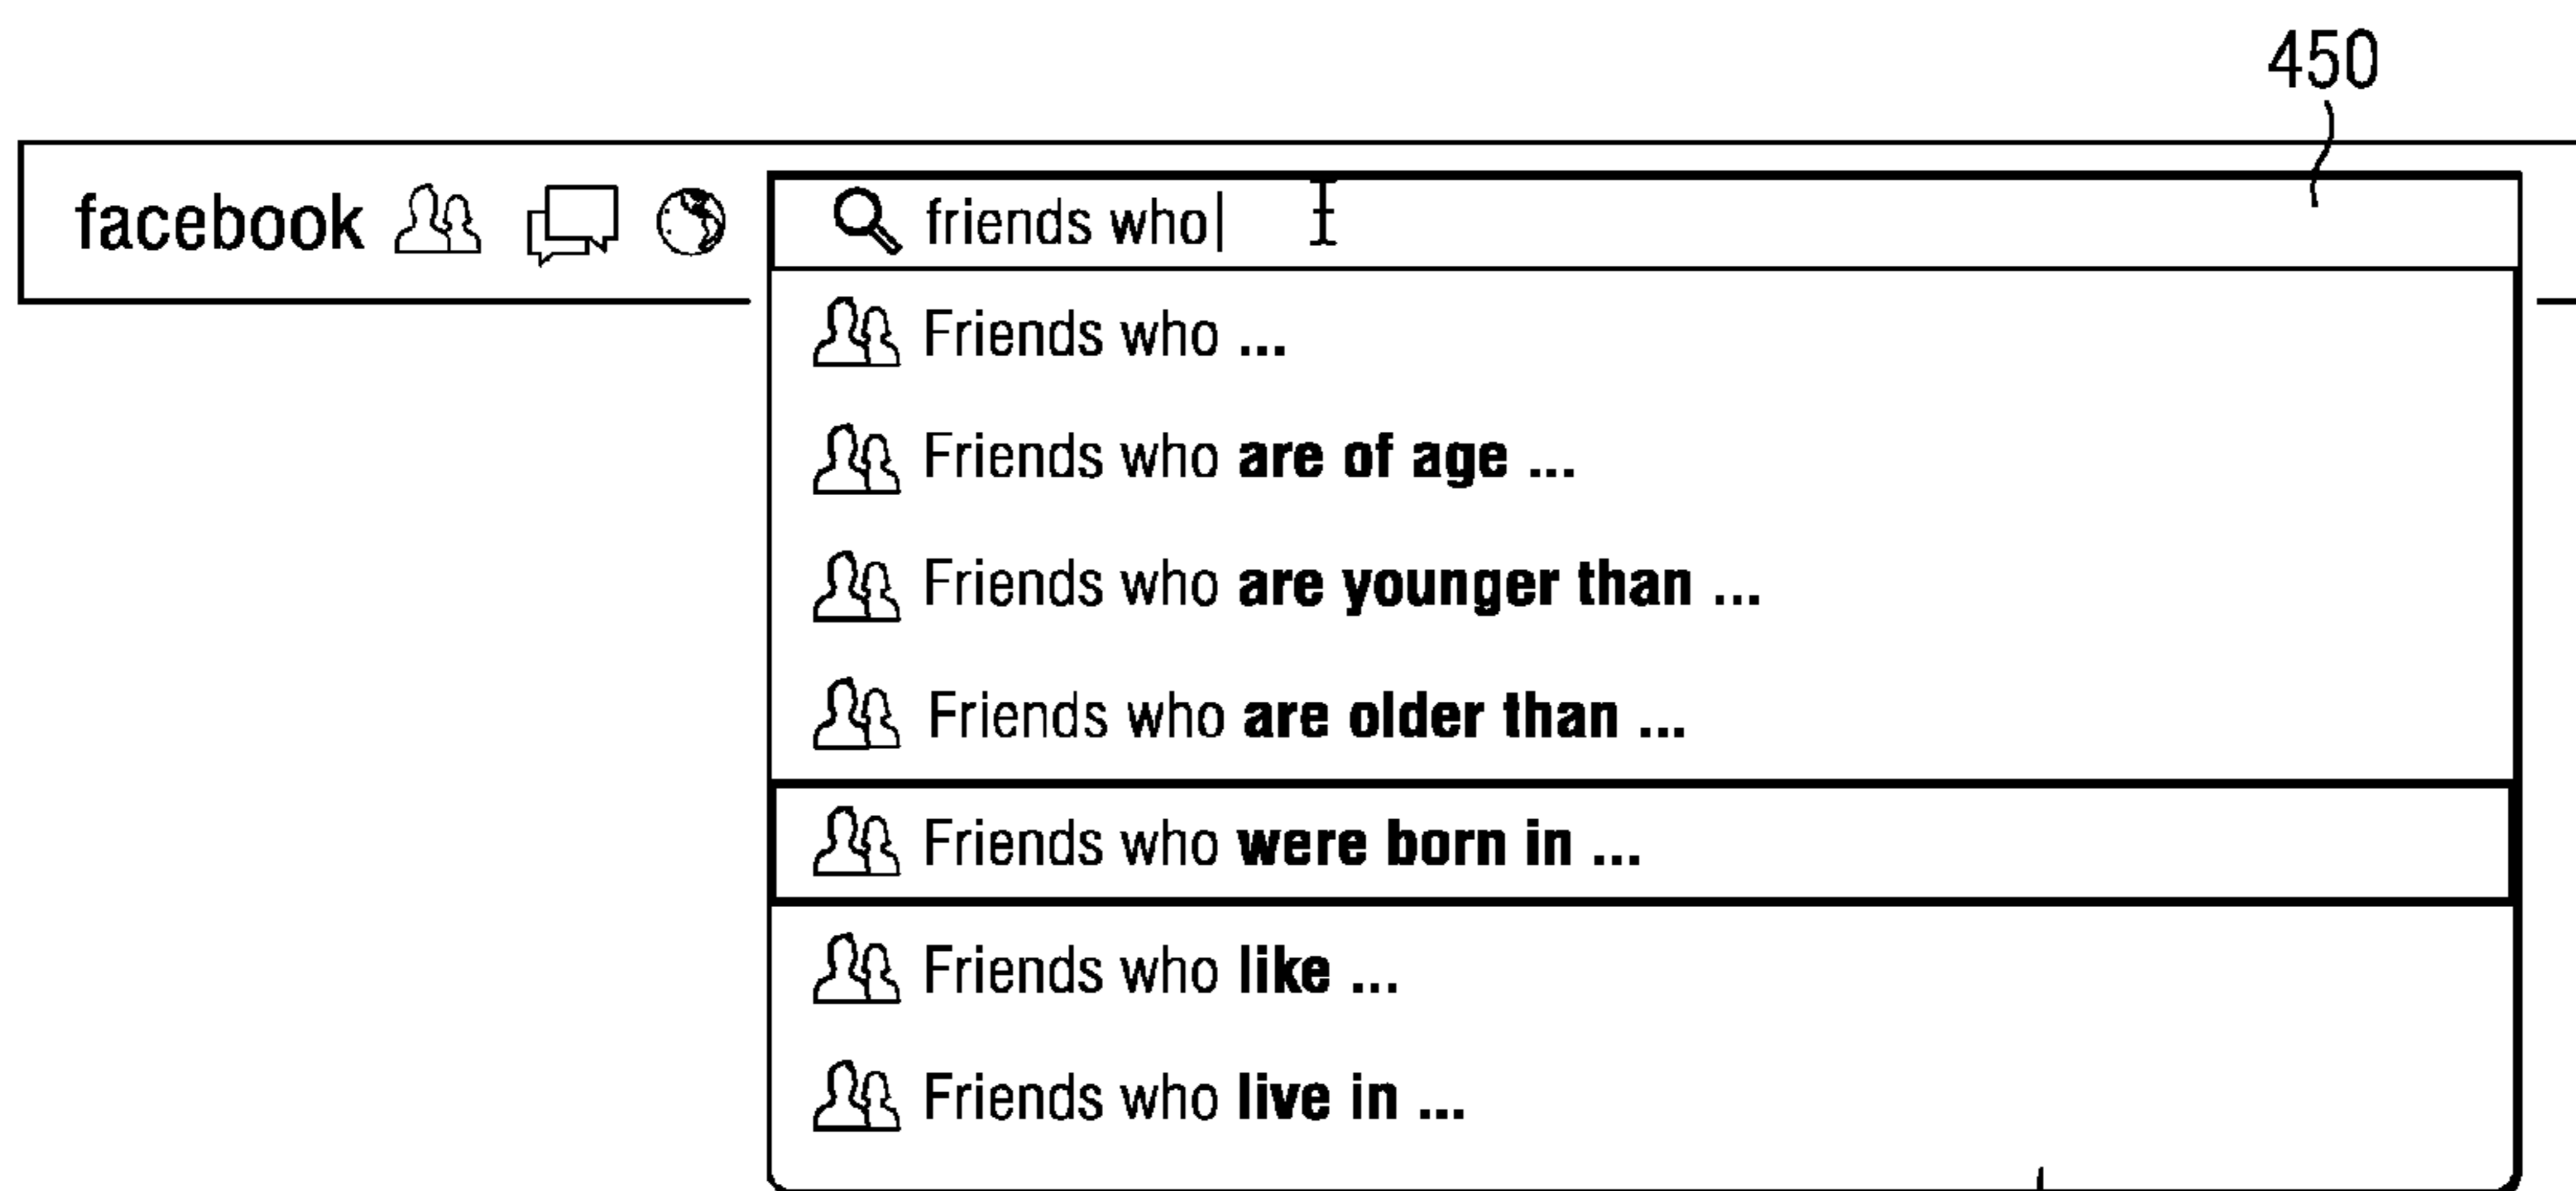 450
facebook friends who
Friends who ...
Friends who are of age ...
Friends who are younger than ...
Friends who are older than ...
Friends who were born in ...
Friends who like ...
Friends who live in ...